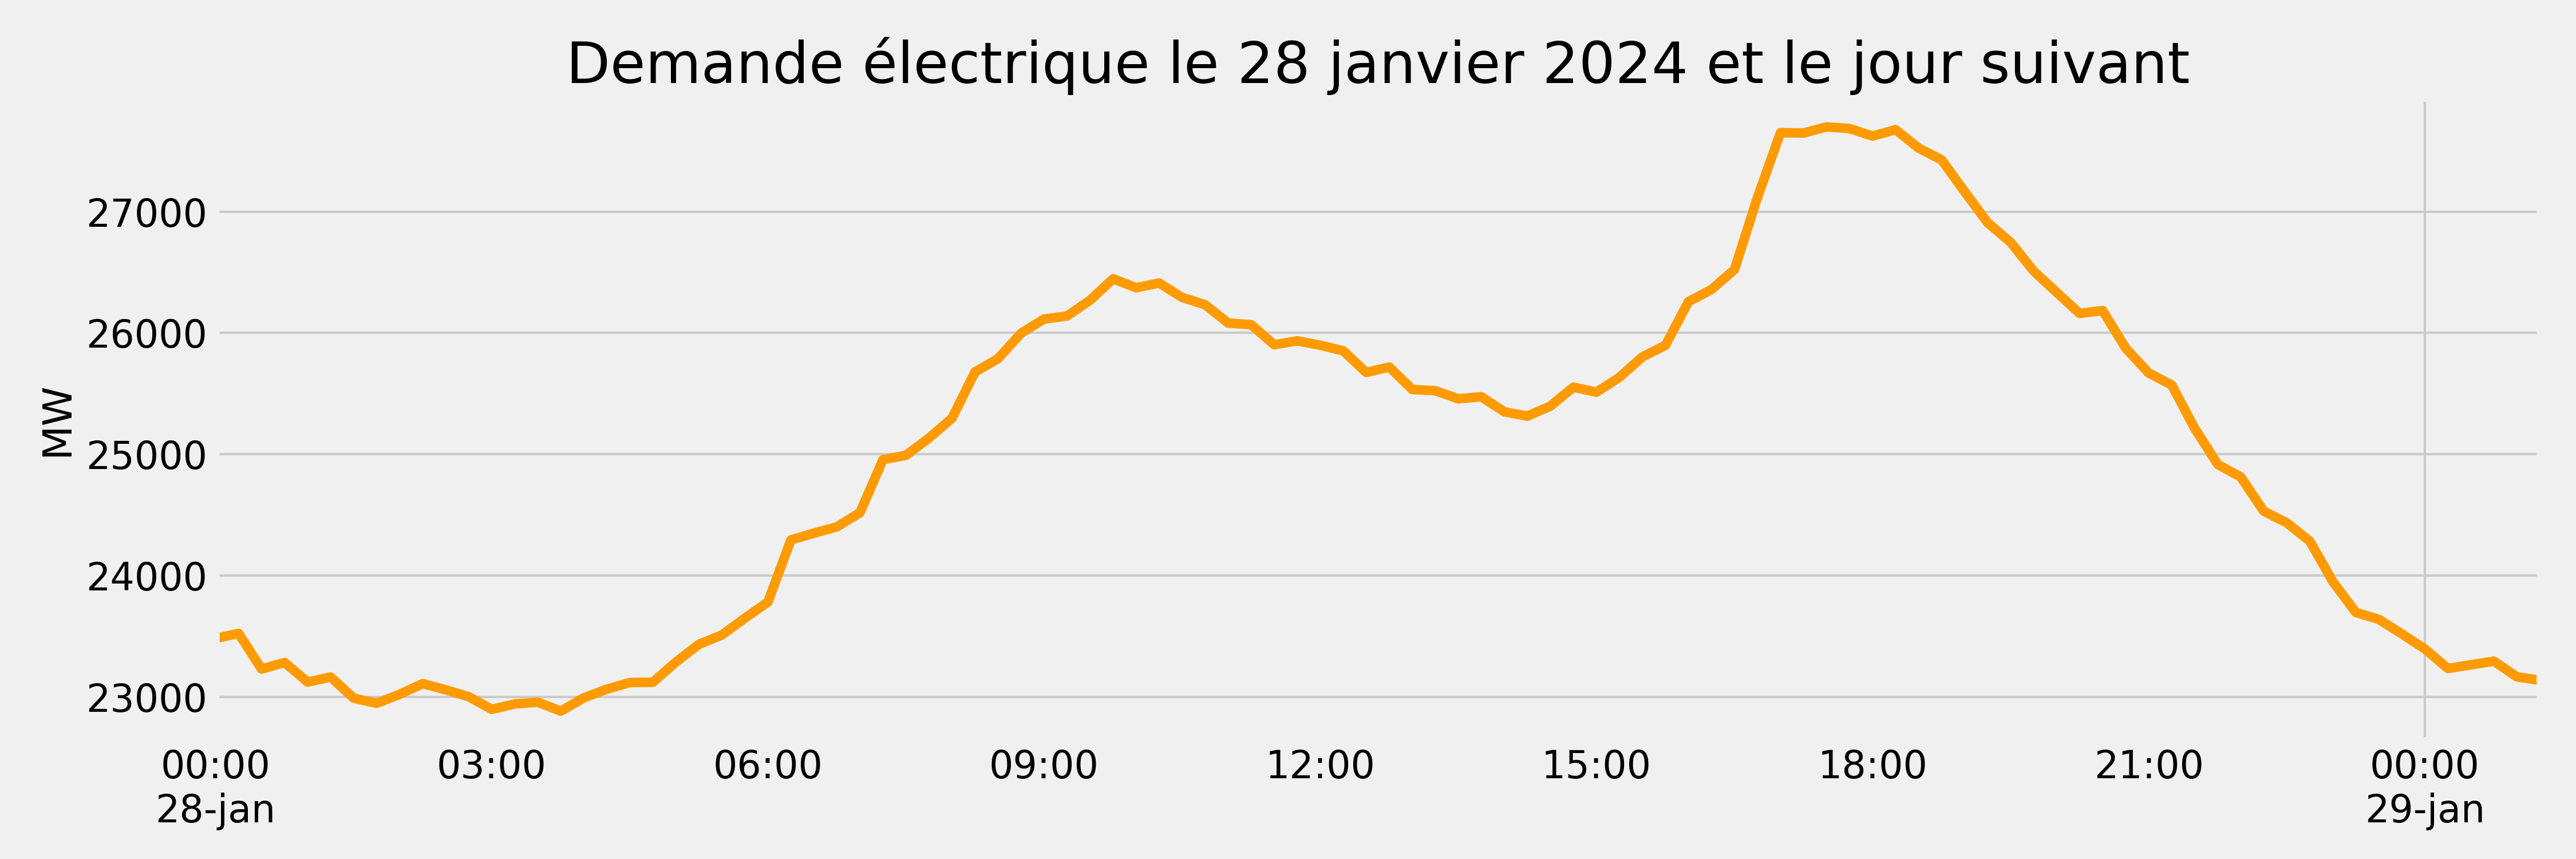 Demande électrique le 28 janvier 2024 et le jour suivant
MW
27000
26000
25000
24000
23000
00:00 03:00 06:00 09:00 12:00 15:00 18:00 21:00 00:00
28-jan 29-jan